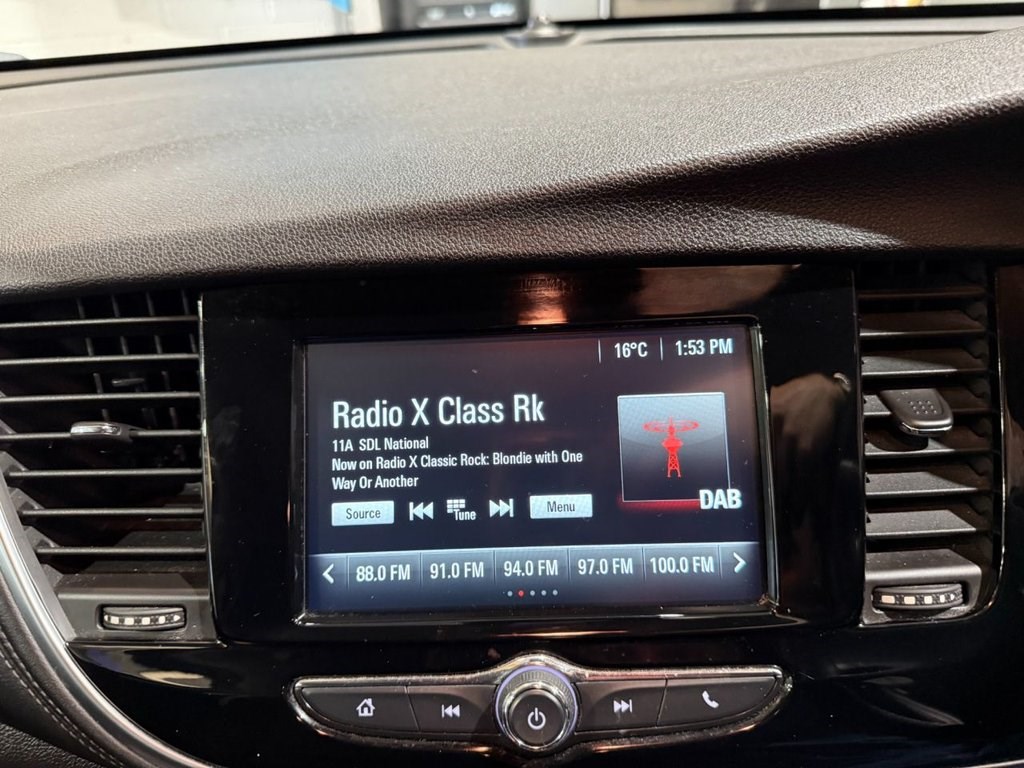 16°C 1:53 PM
Radio X Class Rk
11A SDL National
Now on Radio X Classic Rock: Blondie with One
Way Or Another
DAB
Source Tune Menu
88.0 FM 91.0 FM 94.0 FM 97.0 FM 100.0 FM